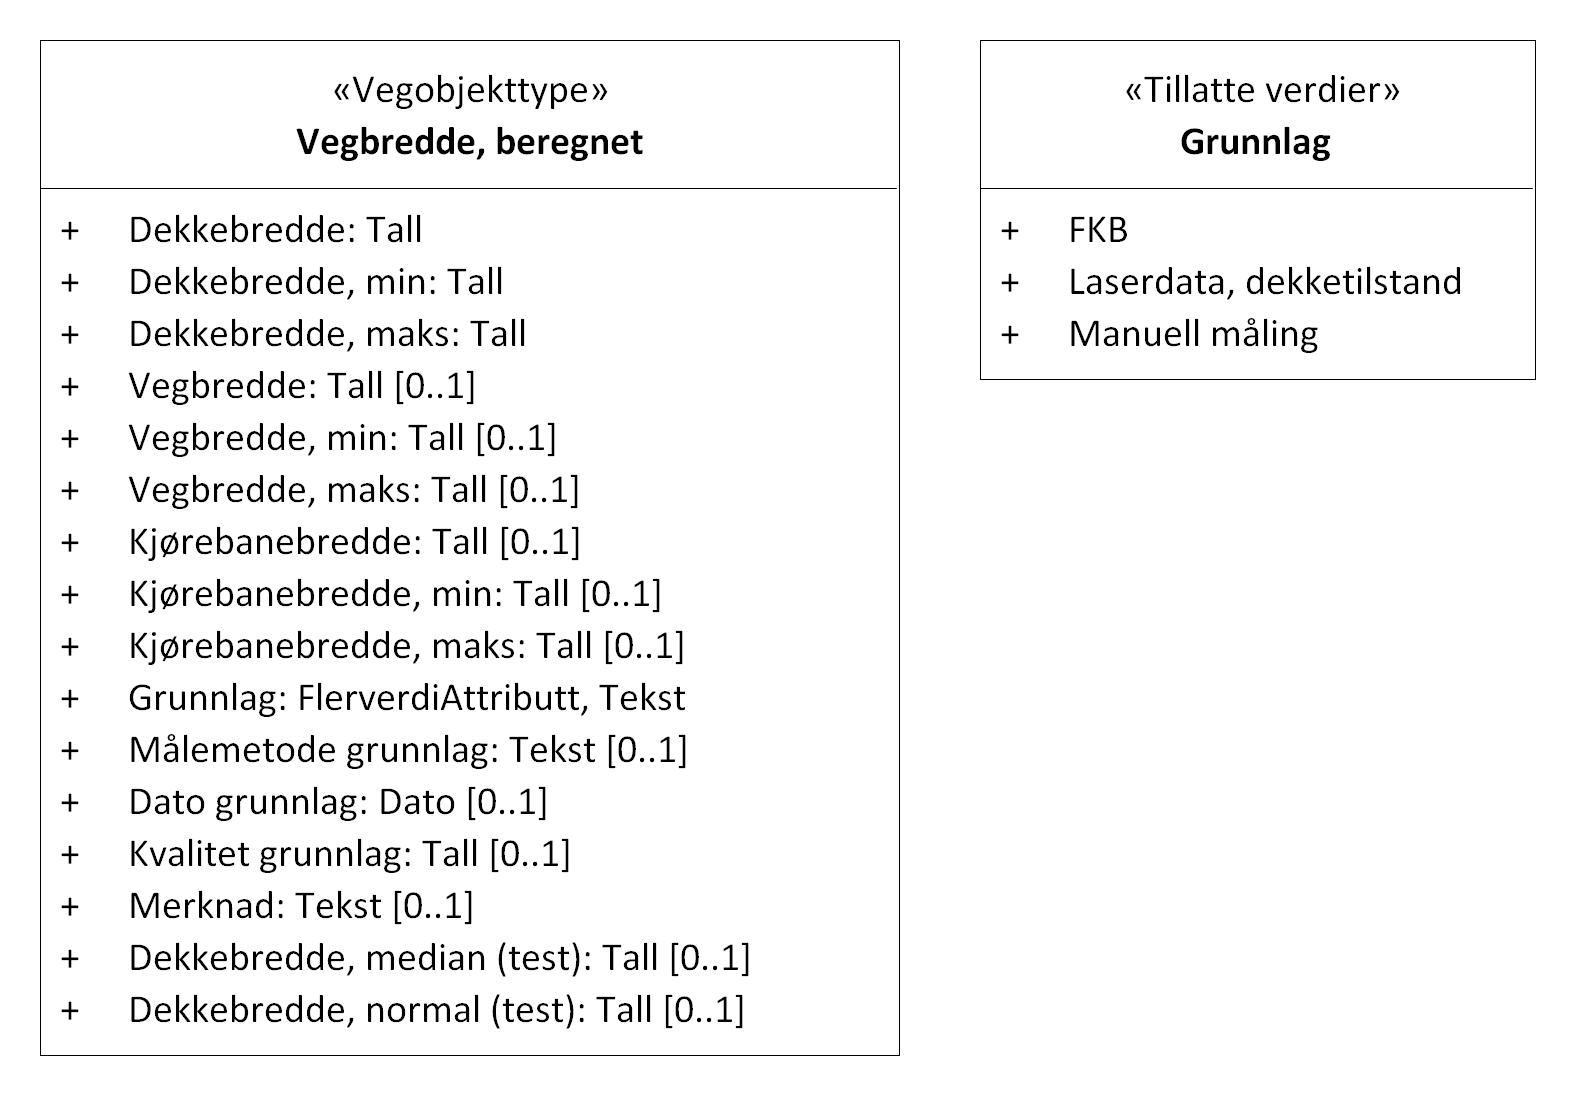 «Vegobjekttype»
Vegbredde, beregnet
+ Dekkebredde: Tall
+ Dekkebredde, min: Tall
+ Dekkebredde, maks: Tall
+ Vegbredde: Tall [0..1]
+ Vegbredde, min: Tall [0..1]
+ Vegbredde, maks: Tall [0..1]
+ Kjørebanebredde: Tall [0..1]
+ Kjørebanebredde, min: Tall [0..1]
+ Kjørebanebredde, maks: Tall [0..1]
+ Grunnlag: FlerverdiAttributt, Tekst
+ Målemetode grunnlag: Tekst [0..1]
+ Dato grunnlag: Dato [0..1]
+ Kvalitet grunnlag: Tall [0..1]
+ Merknad: Tekst [0..1]
+ Dekkebredde, median (test): Tall [0..1]
+ Dekkebredde, normal (test): Tall [0..1]
«Tillatte verdier»
Grunnlag
+ FKB
+ Laserdata, dekketilstand
+ Manuell måling